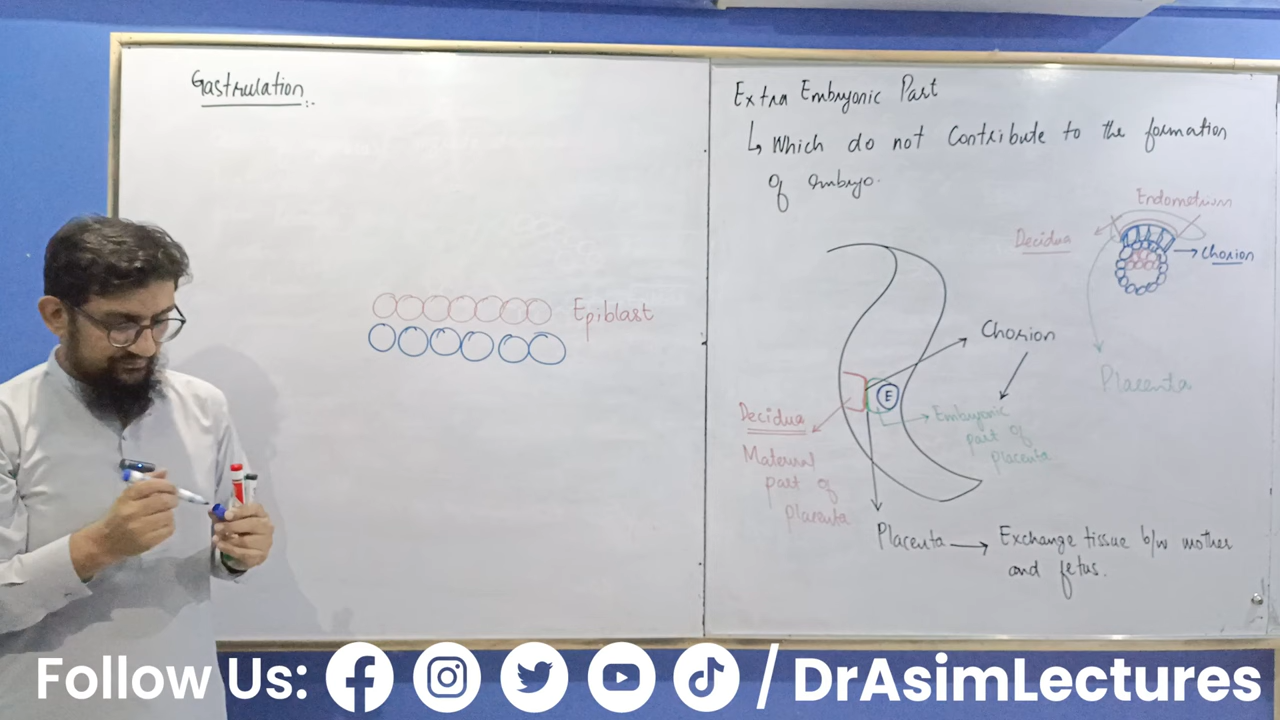 Gastrulation :-
Epiblast
Extra Embryonic Part
↳ Which do not Contribute to the formation
of embryo.
Endometrium
Decidua
Chorion
Placenta
Chorion
E
Decidua
Maternal
part of
placenta
Embryonic
part of
placenta
Placenta → Exchange tissue b/w mother
and fetus.
Follow Us: / DrAsimLectures